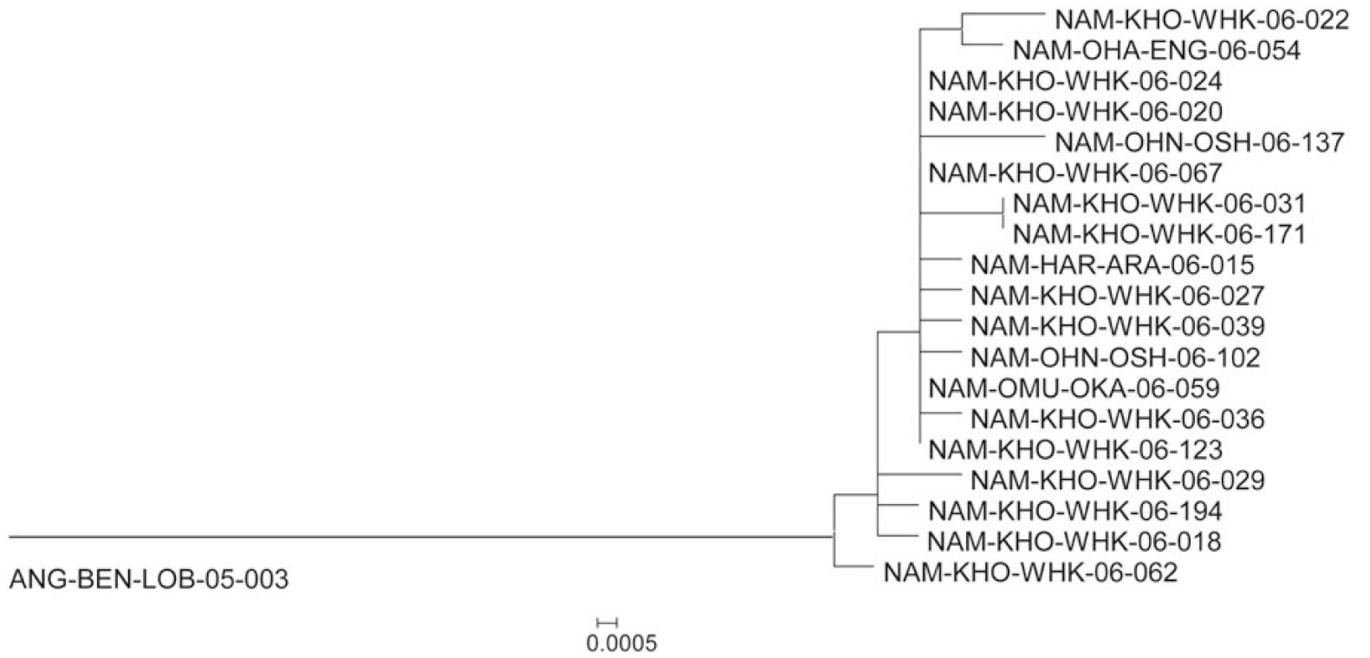 NAM-KHO-WHK-06-022
NAM-OHA-ENG-06-054
NAM-KHO-WHK-06-024
NAM-KHO-WHK-06-020
NAM-OHN-OSH-06-137
NAM-KHO-WHK-06-067
NAM-KHO-WHK-06-031
NAM-KHO-WHK-06-171
NAM-HAR-ARA-06-015
NAM-KHO-WHK-06-027
NAM-KHO-WHK-06-039
NAM-OHN-OSH-06-102
NAM-OMU-OKA-06-059
NAM-KHO-WHK-06-036
NAM-KHO-WHK-06-123
NAM-KHO-WHK-06-029
NAM-KHO-WHK-06-194
NAM-KHO-WHK-06-018
NAM-KHO-WHK-06-062
ANG-BEN-LOB-05-003
0.0005